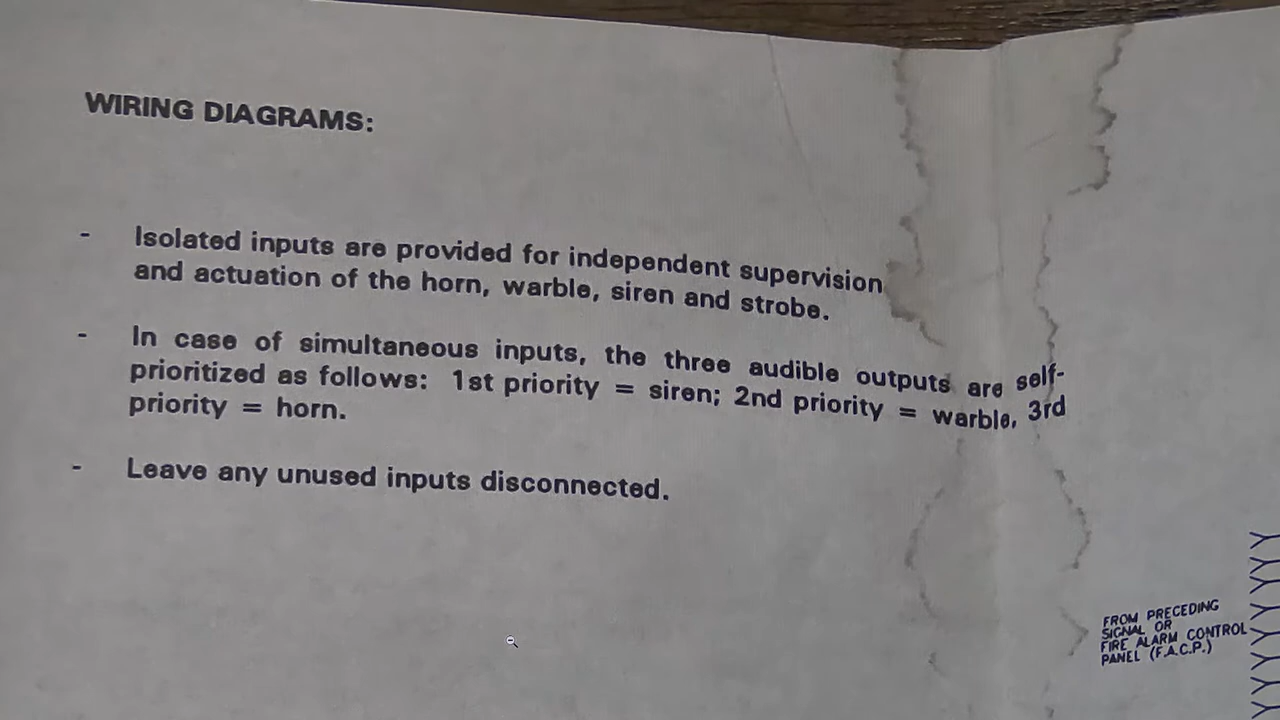 WIRING DIAGRAMS:
- Isolated inputs are provided for independent supervision
and actuation of the horn, warble, siren and strobe.
- In case of simultaneous inputs, the three audible outputs are self-
prioritized as follows: 1st priority = siren; 2nd priority = warble, 3rd
priority = horn.
- Leave any unused inputs disconnected.
FROM PRECEDING
SIGNAL OR
FIRE ALARM CONTROL
PANEL (F.A.C.P.)